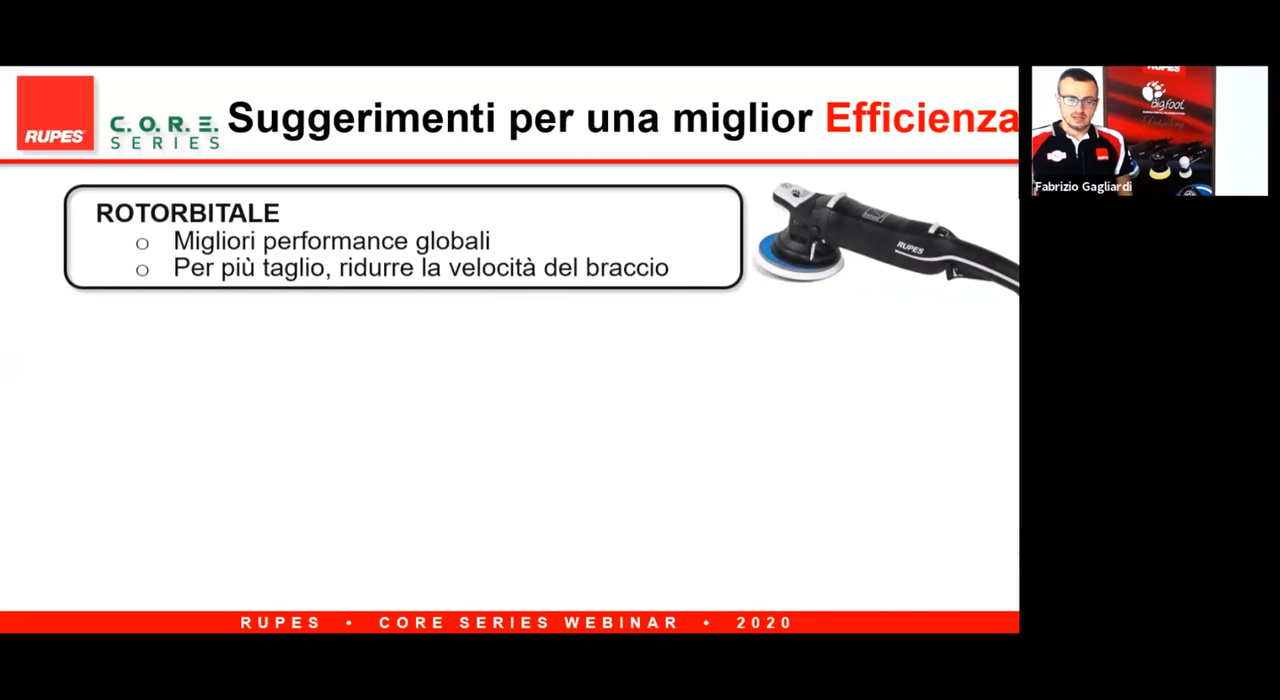 RUPES
C.O.R.E.
SERIES
Suggerimenti per una miglior Efficienza
ROTORBITALE
o Migliori performance globali
o Per più taglio, ridurre la velocità del braccio
RUPES
RUPES • CORE SERIES WEBINAR • 2020
RUPES
Bigfoot
Fabrizio Gagliardi